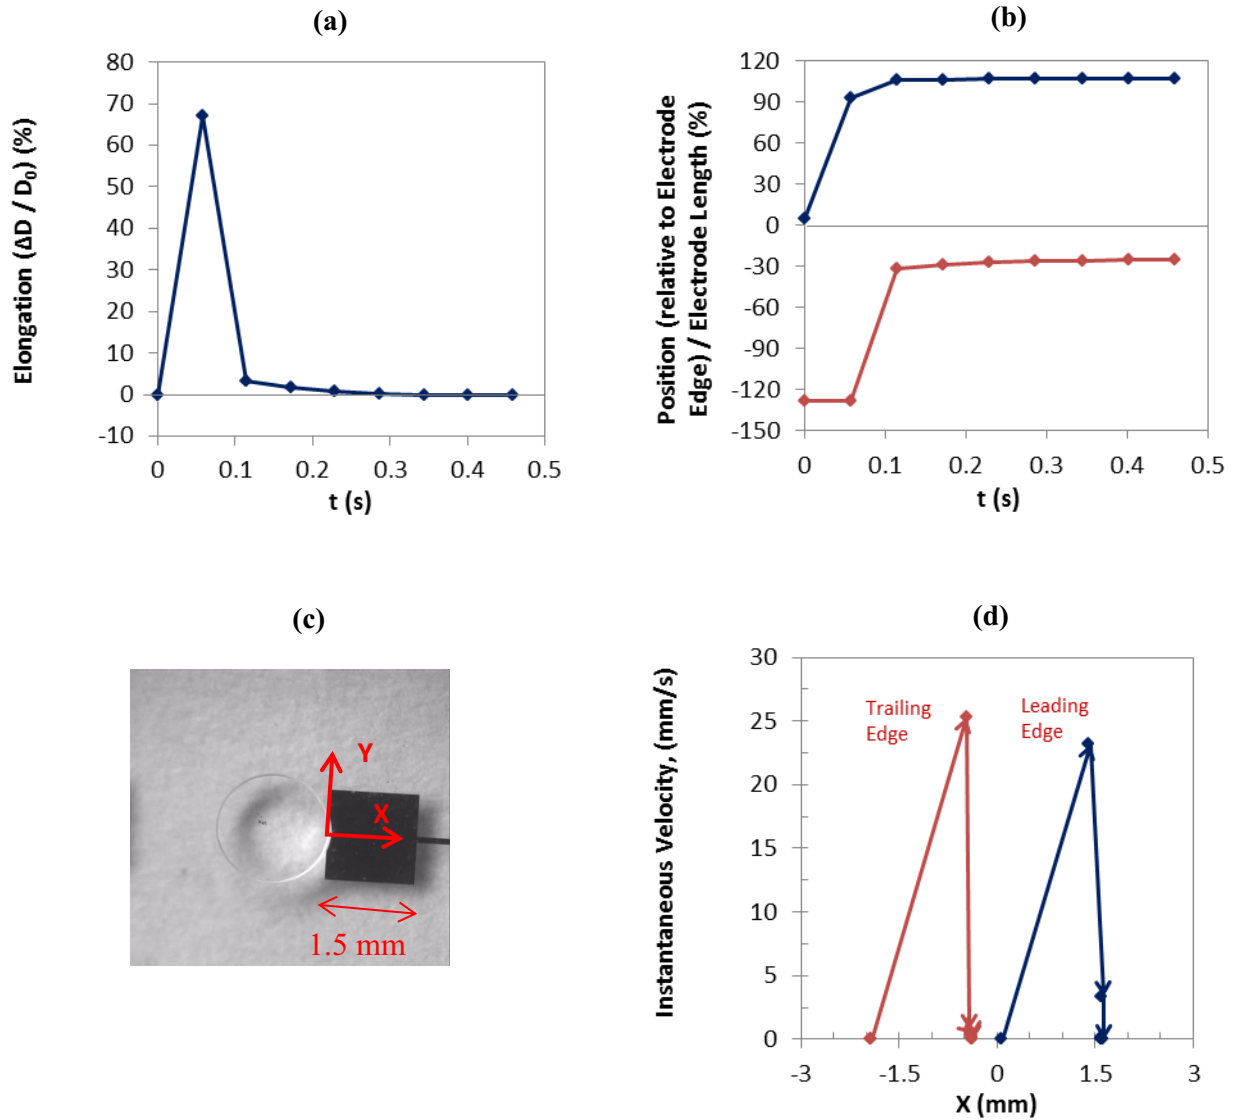 (a)
Elongation (ΔD / D₀) (%)
80
70
60
50
40
30
20
10
0
-10
0 0.1 0.2 0.3 0.4 0.5
t (s)
(b)
Position (relative to Electrode
Edge) / Electrode Length (%)
120
90
60
30
0
-30
-60
-90
-120
-150
0 0.1 0.2 0.3 0.4 0.5
t (s)
(c)
Y
X
1.5 mm
(d)
Instantaneous Velocity, (mm/s)
30
25
20
15
10
5
0
Trailing
Edge
Leading
Edge
-3 -1.5 0 1.5 3
X (mm)